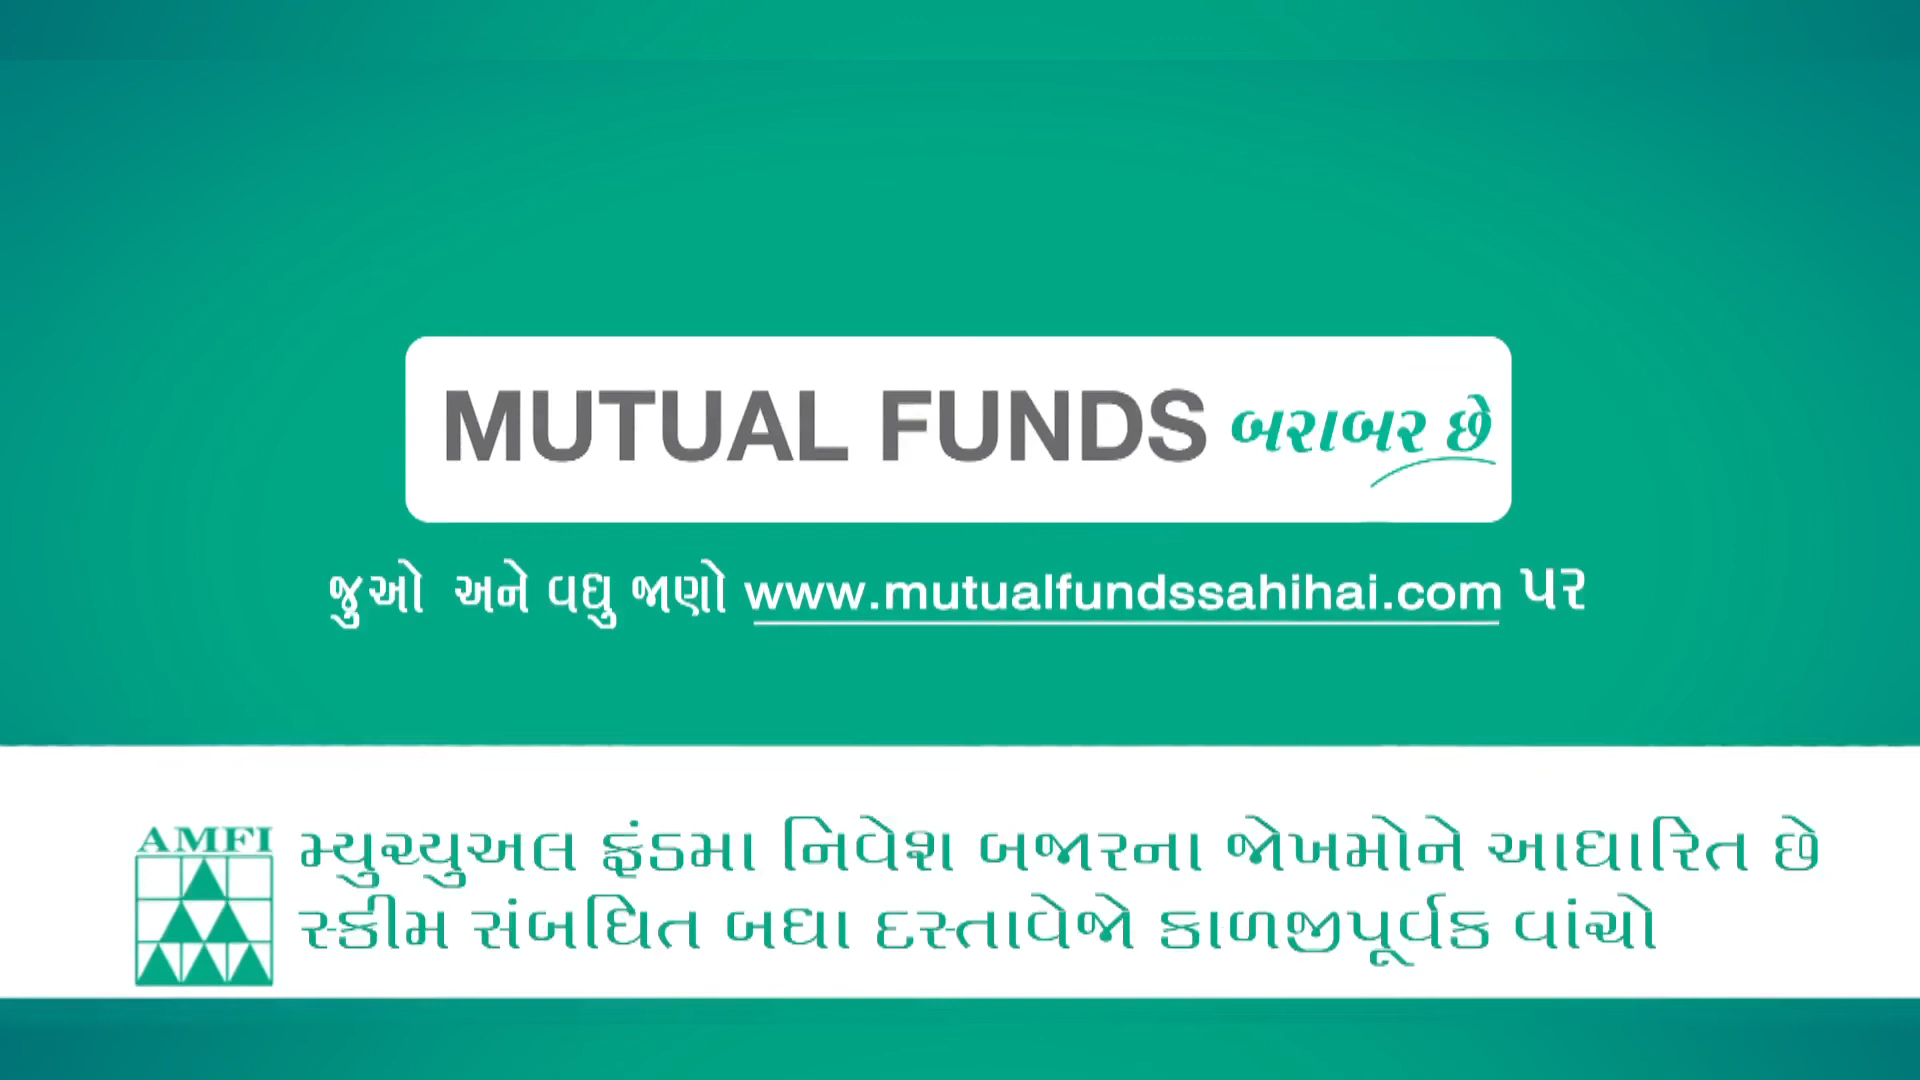 MUTUAL FUNDS બરાબર છે
જુઓ અને વધુ જાણો www.mutualfundssahihai.com પર
AMFI
મ્યુચ્યુઅલ ફંડમા નિવેશ બજારના જોખમોને આધારિત છે
સ્કીમ સંબધિત બધા દસ્તાવેજો કાળજીપૂર્વક વાંચો